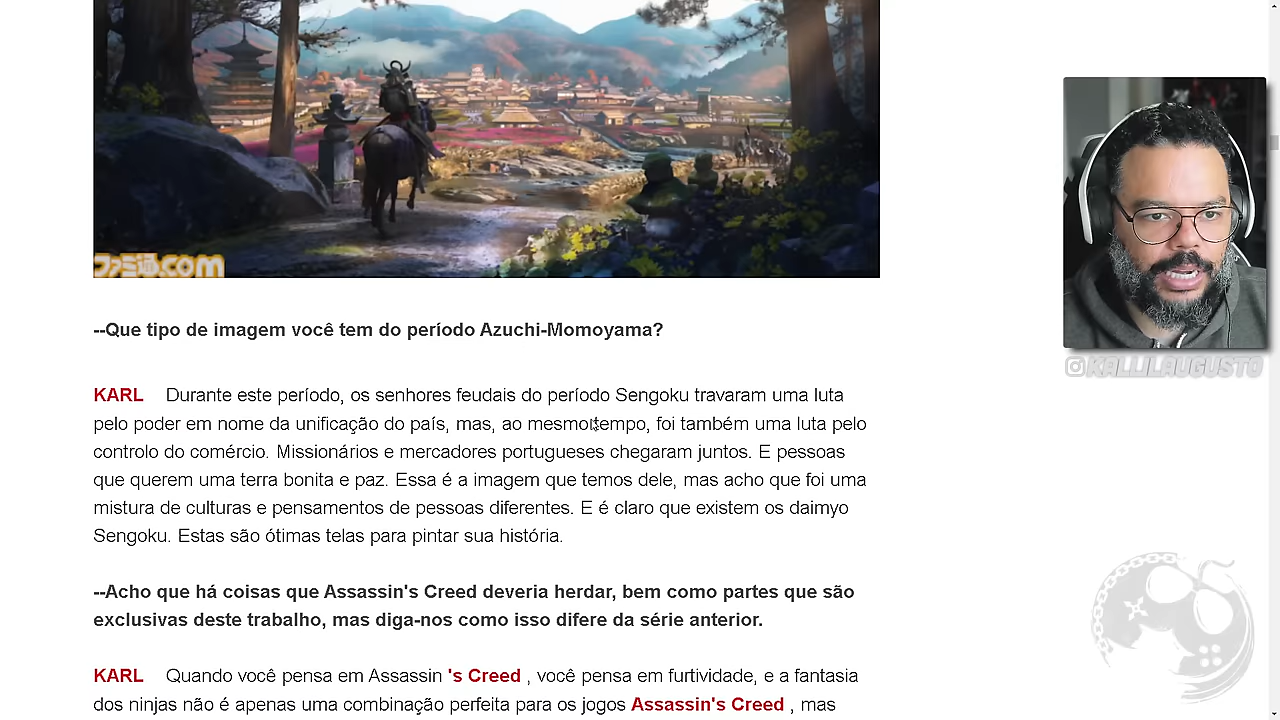 ファミ通.com
--Que tipo de imagem você tem do período Azuchi-Momoyama?
KARL Durante este período, os senhores feudais do período Sengoku travaram uma luta
pelo poder em nome da unificação do país, mas, ao mesmo tempo, foi também uma luta pelo
controlo do comércio. Missionários e mercadores portugueses chegaram juntos. E pessoas
que querem uma terra bonita e paz. Essa é a imagem que temos dele, mas acho que foi uma
mistura de culturas e pensamentos de pessoas diferentes. E é claro que existem os daimyo
Sengoku. Estas são ótimas telas para pintar sua história.
--Acho que há coisas que Assassin's Creed deveria herdar, bem como partes que são
exclusivas deste trabalho, mas diga-nos como isso difere da série anterior.
KARL Quando você pensa em Assassin 's Creed , você pensa em furtividade, e a fantasia
dos ninjas não é apenas uma combinação perfeita para os jogos Assassin's Creed , mas
KALLILAUGUSTO